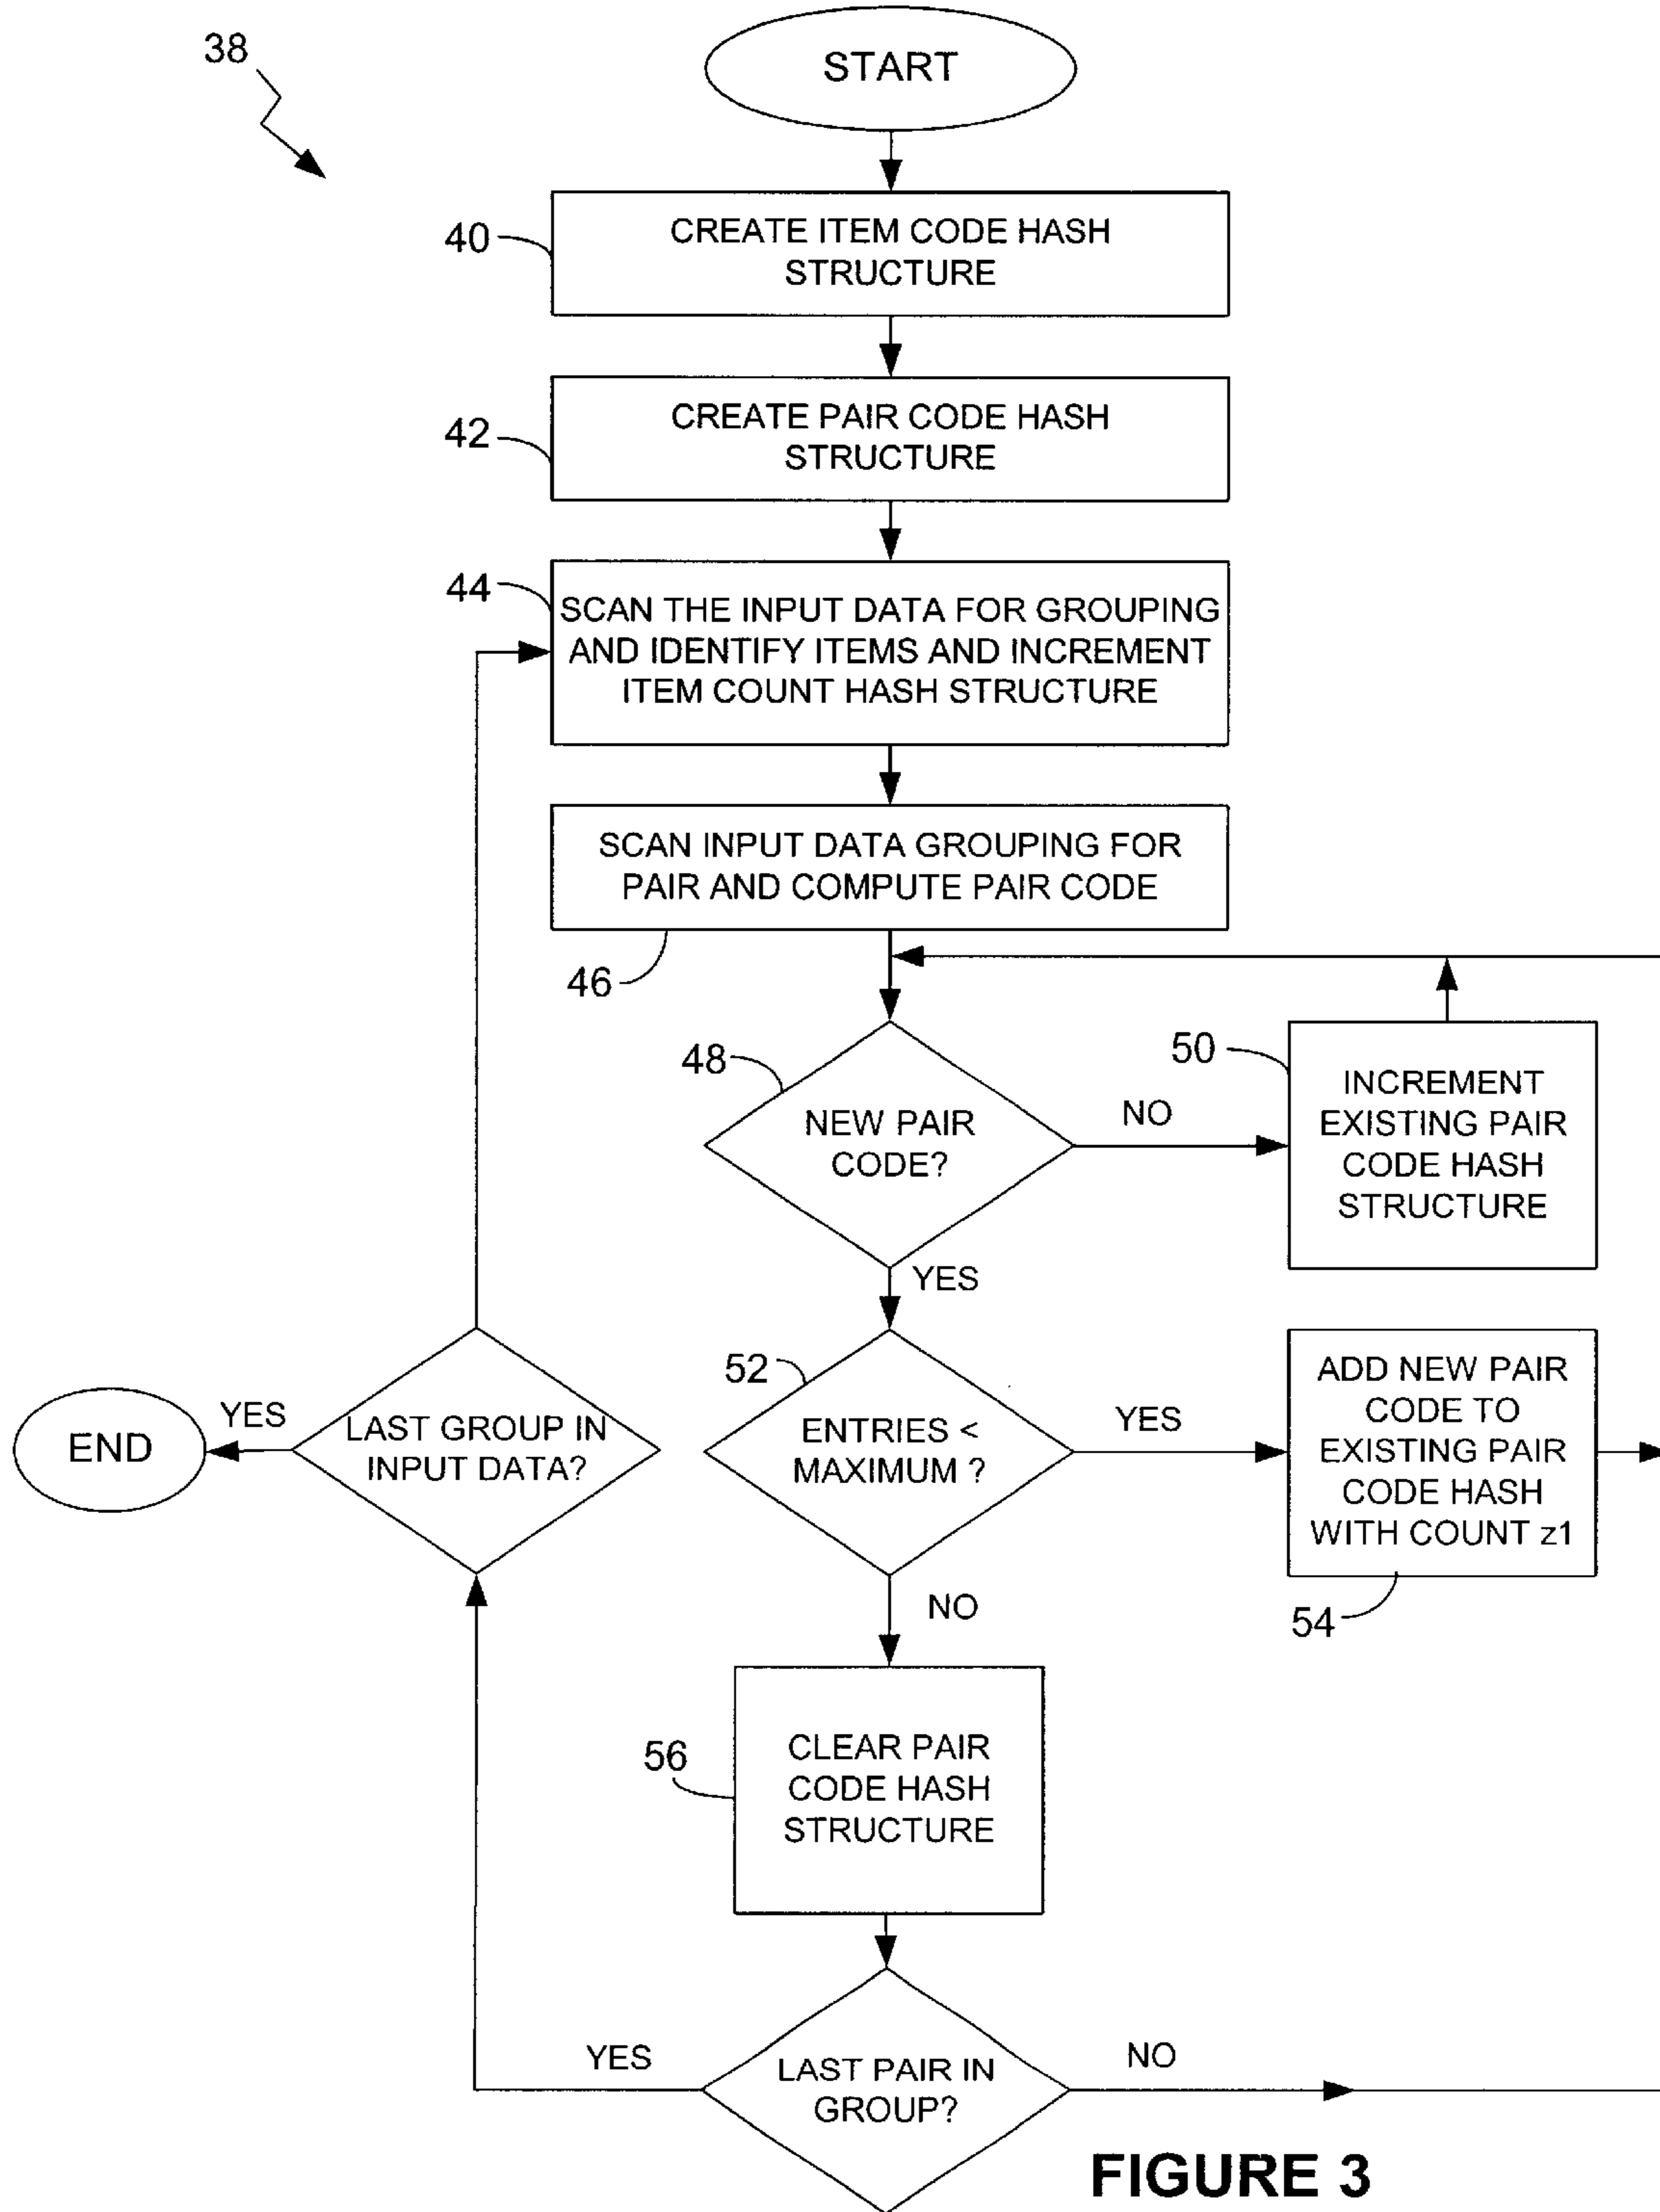 38
START
40
CREATE ITEM CODE HASH
STRUCTURE
42
CREATE PAIR CODE HASH
STRUCTURE
44
SCAN THE INPUT DATA FOR GROUPING
AND IDENTIFY ITEMS AND INCREMENT
ITEM COUNT HASH STRUCTURE
SCAN INPUT DATA GROUPING FOR
PAIR AND COMPUTE PAIR CODE
46
48
NEW PAIR
CODE?
NO
50
INCREMENT
EXISTING PAIR
CODE HASH
STRUCTURE
YES
52
ENTRIES <
MAXIMUM ?
YES
ADD NEW PAIR
CODE TO
EXISTING PAIR
CODE HASH
WITH COUNT z1
54
END
YES
LAST GROUP IN
INPUT DATA?
NO
56
CLEAR PAIR
CODE HASH
STRUCTURE
YES
LAST PAIR IN
GROUP?
NO
FIGURE 3